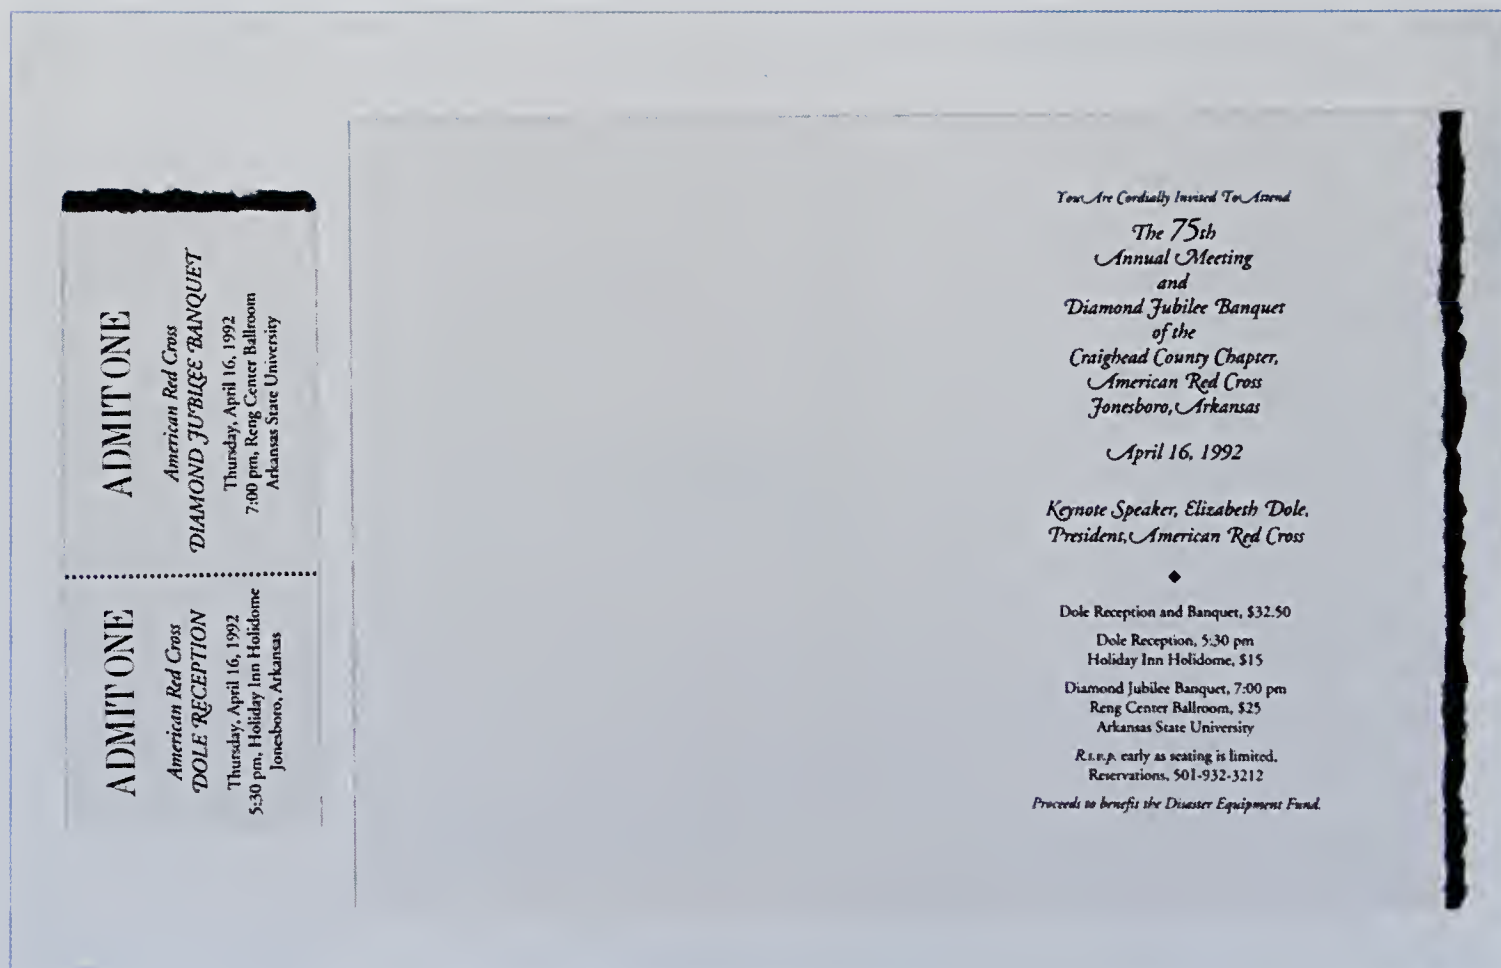 ADMIT ONE
American Red Cross
DIAMOND JUBILEE BANQUET
Thursday, April 16, 1992
7:00 pm, Reng Center Ballroom
Arkansas State University
ADMIT ONE
American Red Cross
DOLE RECEPTION
Thursday, April 16, 1992
5:30 pm, Holiday Inn Holidome
Jonesboro, Arkansas
You Are Cordially Invited To Attend
The 75th
Annual Meeting
and
Diamond Jubilee Banquet
of the
Craighead County Chapter,
American Red Cross
Jonesboro, Arkansas
April 16, 1992
Keynote Speaker, Elizabeth Dole,
President, American Red Cross
Dole Reception and Banquet, $32.50
Dole Reception, 5:30 pm
Holiday Inn Holidome, $15
Diamond Jubilee Banquet, 7:00 pm
Reng Center Ballroom, $25
Arkansas State University
R.s.v.p. early as seating is limited.
Reservations, 501-932-3212
Proceeds to benefit the Disaster Equipment Fund.